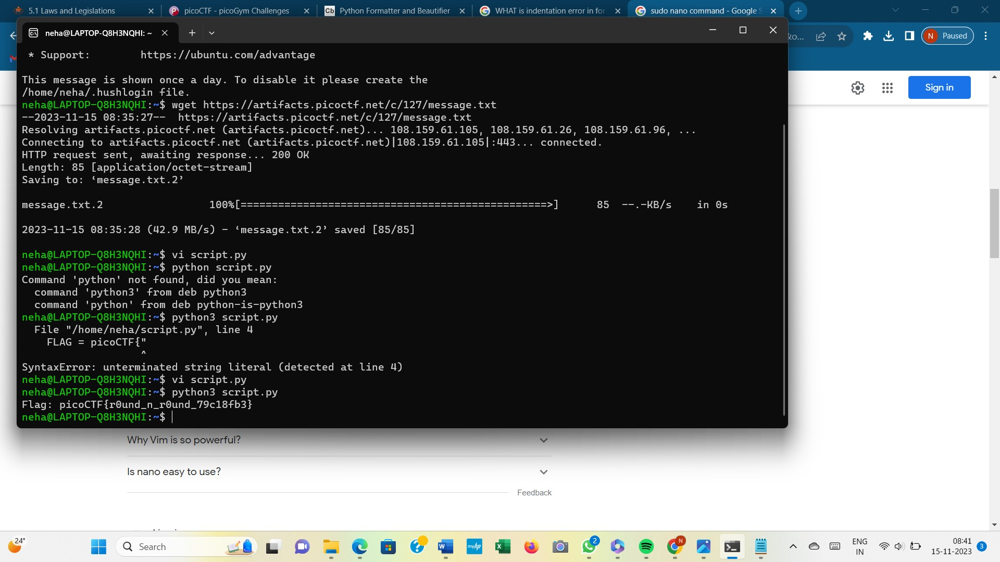 5.1 Laws and Legislations
picoCTF - picoGym Challenges
Cb Python Formatter and Beautifier
WHAT is indentation error in for
sudo nano command - Google S
neha@LAPTOP-Q8H3NQHI: ~
N Paused
Sign in
* Support:        https://ubuntu.com/advantage
This message is shown once a day. To disable it please create the
/home/neha/.hushlogin file.
neha@LAPTOP-Q8H3NQHI:~$ wget https://artifacts.picoctf.net/c/127/message.txt
--2023-11-15 08:35:27--  https://artifacts.picoctf.net/c/127/message.txt
Resolving artifacts.picoctf.net (artifacts.picoctf.net)... 108.159.61.105, 108.159.61.26, 108.159.61.96, ...
Connecting to artifacts.picoctf.net (artifacts.picoctf.net)|108.159.61.105|:443... connected.
HTTP request sent, awaiting response... 200 OK
Length: 85 [application/octet-stream]
Saving to: ‘message.txt.2’
message.txt.2                 100%[=================================================>]      85  --.-KB/s    in 0s
2023-11-15 08:35:28 (42.9 MB/s) - ‘message.txt.2’ saved [85/85]
neha@LAPTOP-Q8H3NQHI:~$ vi script.py
neha@LAPTOP-Q8H3NQHI:~$ python script.py
Command 'python' not found, did you mean:
  command 'python3' from deb python3
  command 'python' from deb python-is-python3
neha@LAPTOP-Q8H3NQHI:~$ python3 script.py
  File "/home/neha/script.py", line 4
    FLAG = picoCTF{"
                   ^
SyntaxError: unterminated string literal (detected at line 4)
neha@LAPTOP-Q8H3NQHI:~$ vi script.py
neha@LAPTOP-Q8H3NQHI:~$ python3 script.py
Flag: picoCTF{r0und_n_r0und_79c18fb3}
neha@LAPTOP-Q8H3NQHI:~$
Why Vim is so powerful?
Is nano easy to use?
Feedback
24°
Search
myhp
2
N
ENG
IN
08:41
15-11-2023
3